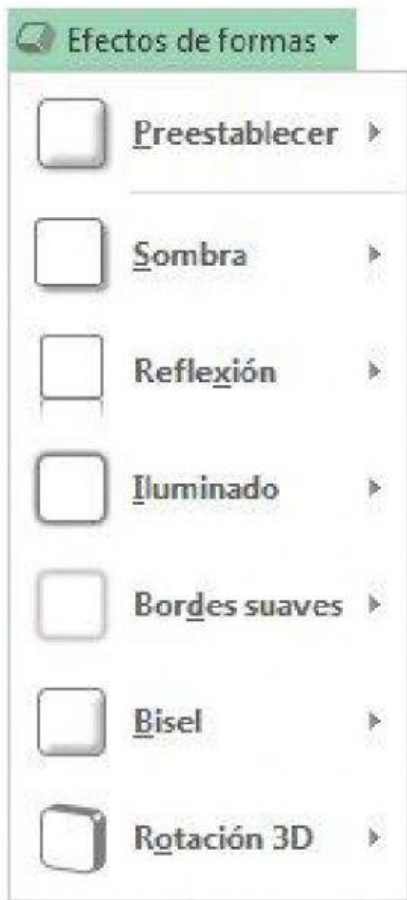 Efectos de formas
Preestablecer
Sombra
Reflexión
Iluminado
Bordes suaves
Bisel
Rotación 3D